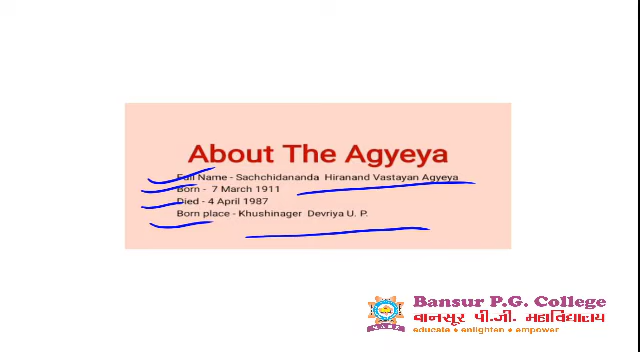 About The Agyeya
Full Name - Sachchidananda Hiranand Vastayan Agyeya
Born - 7 March 1911
Died - 4 April 1987
Born place - Khushinager Devriya U. P.
Bansur P.G. College
बानसूर पी.जी. महाविद्यालय
educate • enlighten • empower